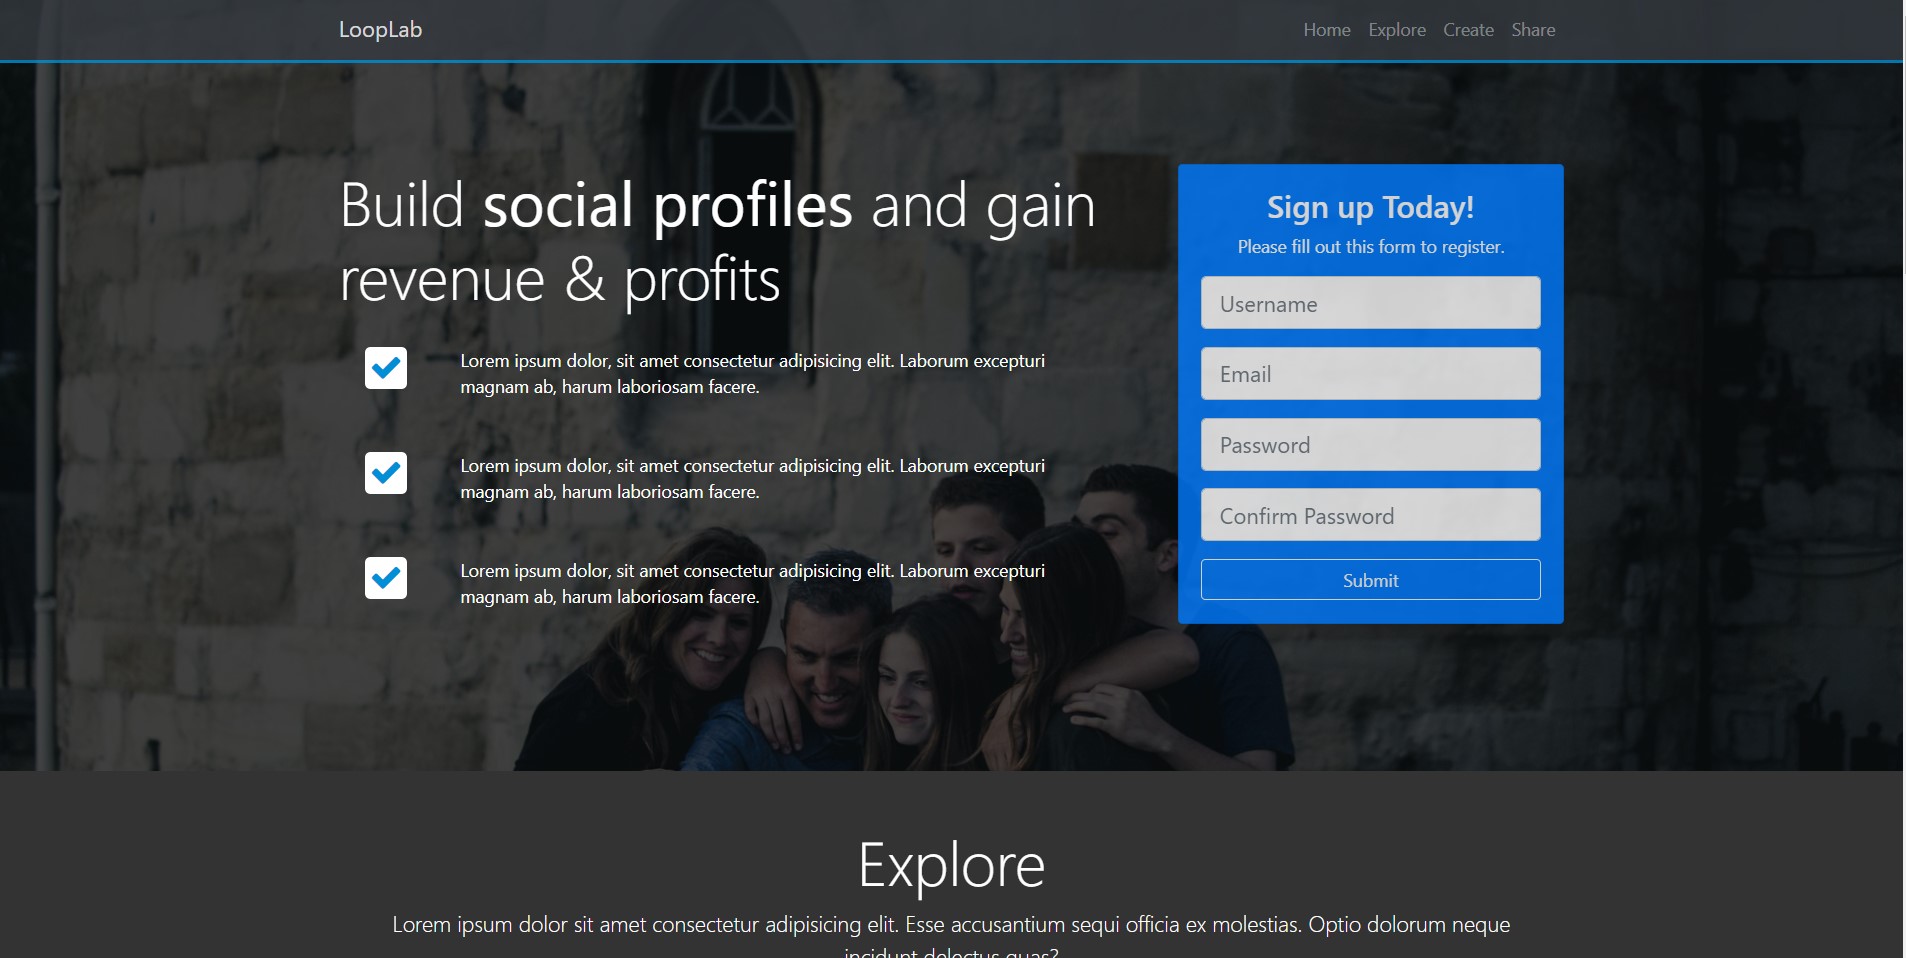 LoopLab
Home Explore Create Share
Build social profiles and gain
revenue & profits
Lorem ipsum dolor, sit amet consectetur adipisicing elit. Laborum excepturi
magnam ab, harum laboriosam facere.
Lorem ipsum dolor, sit amet consectetur adipisicing elit. Laborum excepturi
magnam ab, harum laboriosam facere.
Lorem ipsum dolor, sit amet consectetur adipisicing elit. Laborum excepturi
magnam ab, harum laboriosam facere.
Sign up Today!
Please fill out this form to register.
Username
Email
Password
Confirm Password
Submit
Explore
Lorem ipsum dolor sit amet consectetur adipisicing elit. Esse accusantium sequi officia ex molestias. Optio dolorum neque
incidunt delectus quas?